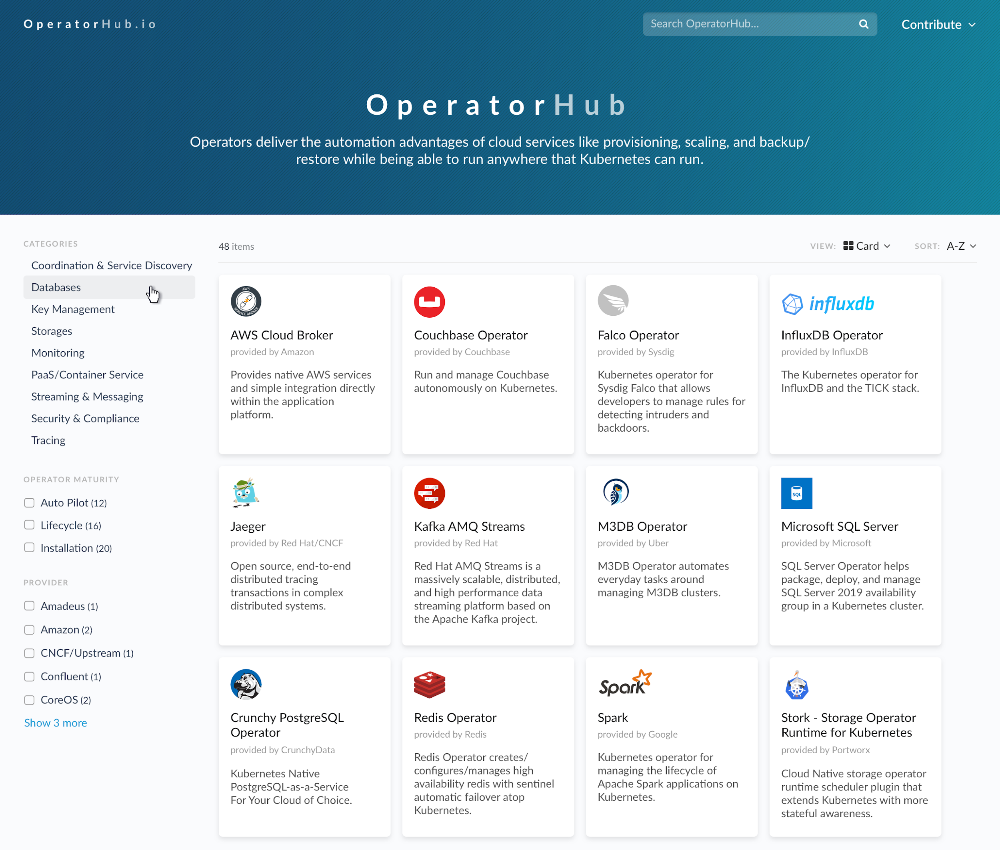 OperatorHub.io
Search OperatorHub...
Contribute
OperatorHub
Operators deliver the automation advantages of cloud services like provisioning, scaling, and backup/
restore while being able to run anywhere that Kubernetes can run.
CATEGORIES
Coordination & Service Discovery
Databases
Key Management
Storages
Monitoring
PaaS/Container Service
Streaming & Messaging
Security & Compliance
Tracing
OPERATOR MATURITY
Auto Pilot (12)
Lifecycle (16)
Installation (20)
PROVIDER
Amadeus (1)
Amazon (2)
CNCF/Upstream (1)
Confluent (1)
CoreOS (2)
Show 3 more
48 items
VIEW: Card
SORT: A-Z
AWS
SERVICE BROKER
AWS Cloud Broker
provided by Amazon
Provides native AWS services
and simple integration directly
within the application
platform.
Couchbase Operator
provided by Couchbase
Run and manage Couchbase
autonomously on Kubernetes.
Falco Operator
provided by Sysdig
Kubernetes operator for
Sysdig Falco that allows
developers to manage rules for
detecting intruders and
backdoors.
influxdb
InfluxDB Operator
provided by InfluxDB
The Kubernetes operator for
InfluxDB and the TICK stack.
Jaeger
provided by Red Hat/CNCF
Open source, end-to-end
distributed tracing
transactions in complex
distributed systems.
Kafka AMQ Streams
provided by Red Hat
Red Hat AMQ Streams is a
massively scalable, distributed,
and high performance data
streaming platform based on
the Apache Kafka project.
M3DB Operator
provided by Uber
M3DB Operator automates
everyday tasks around
managing M3DB clusters.
SQL
Microsoft SQL Server
provided by Microsoft
SQL Server Operator helps
package, deploy, and manage
SQL Server 2019 availability
group in a Kubernetes cluster.
Crunchy PostgreSQL
Operator
provided by CrunchyData
Kubernetes Native
PostgreSQL-as-a-Service
For Your Cloud of Choice.
Redis Operator
provided by Redis
Redis Operator creates/
configures/manages high
availability redis with sentinel
automatic failover atop
Kubernetes.
Spark
Spark
provided by Google
Kubernetes operator for
managing the lifecycle of
Apache Spark applications on
Kubernetes.
Stork - Storage Operator
Runtime for Kubernetes
provided by Portworx
Cloud Native storage operator
runtime scheduler plugin that
extends Kubernetes with more
stateful awareness.